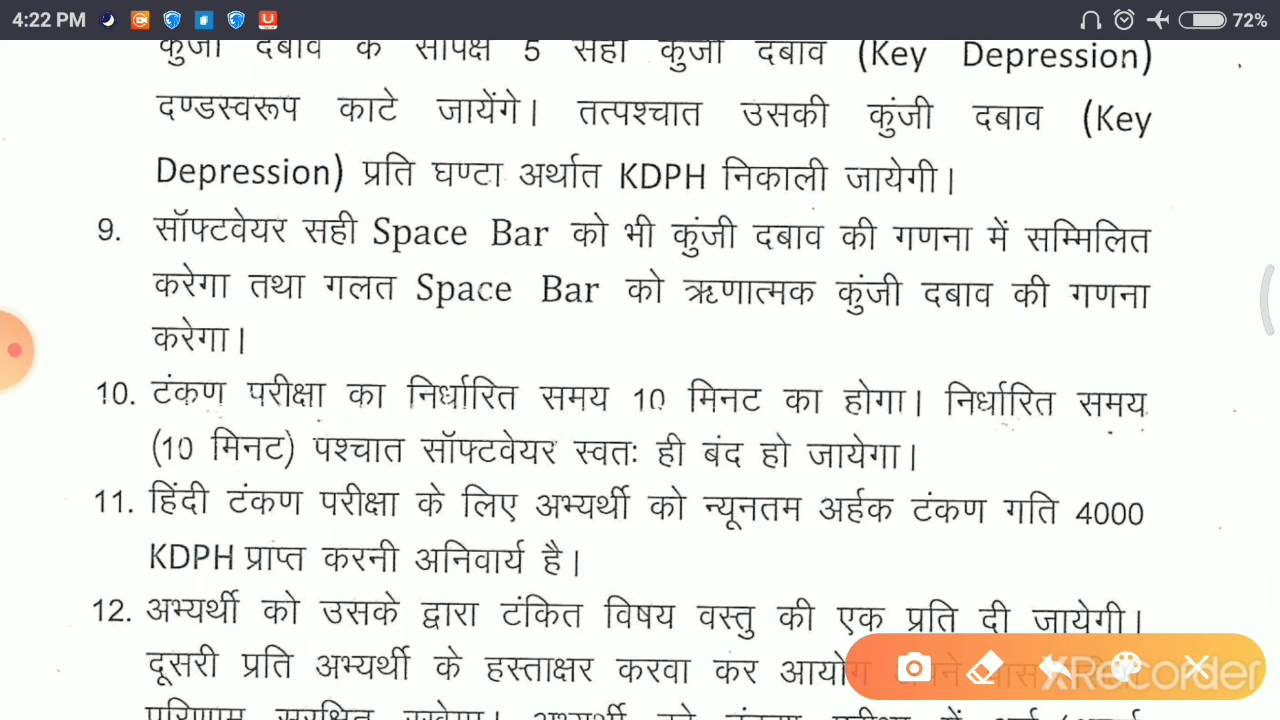 4:22 PM 72%
कुंजी दबाव के सापेक्ष 5 सही कुंजी दबाव (Key Depression)
दण्डस्वरूप काटे जायेंगे। तत्पश्चात उसकी कुंजी दबाव (Key
Depression) प्रति घण्टा अर्थात KDPH निकाली जायेगी।
9. सॉफ्टवेयर सही Space Bar को भी कुंजी दबाव की गणना में सम्मिलित
करेगा तथा गलत Space Bar को ऋणात्मक कुंजी दबाव की गणना
करेगा।
10. टंकण परीक्षा का निर्धारित समय 10 मिनट का होगा। निर्धारित समय
(10 मिनट) पश्चात सॉफ्टवेयर स्वतः ही बंद हो जायेगा।
11. हिंदी टंकण परीक्षा के लिए अभ्यर्थी को न्यूनतम अर्हक टंकण गति 4000
KDPH प्राप्त करनी अनिवार्य है।
12. अभ्यर्थी को उसके द्वारा टंकित विषय वस्तु की एक प्रति दी जायेगी।
दूसरी प्रति अभ्यर्थी के हस्ताक्षर करवा कर आयोग
XRecorder